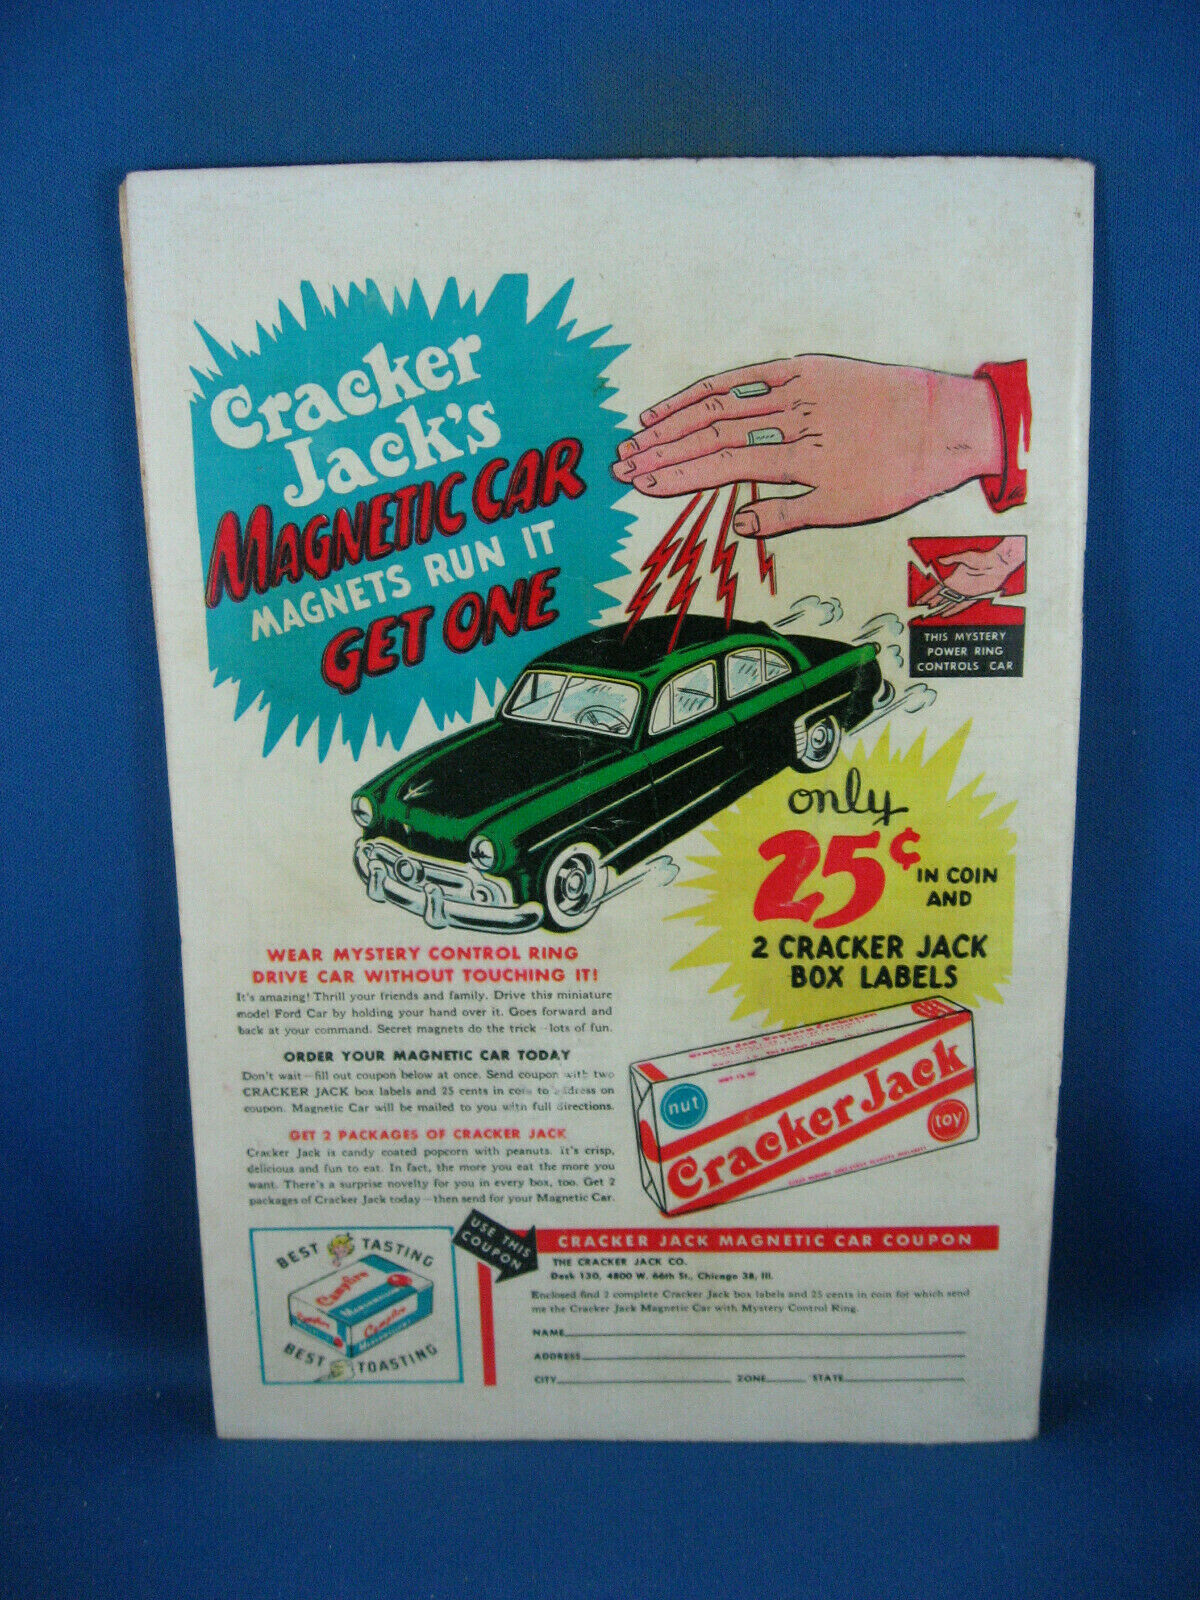 Cracker
Jack's
MAGNETIC CAR
MAGNETS RUN IT
GET ONE
THIS MYSTERY
POWER RING
CONTROLS CAR
only
25¢
IN COIN
AND
2 CRACKER JACK
BOX LABELS
WEAR MYSTERY CONTROL RING
DRIVE CAR WITHOUT TOUCHING IT!
It's amazing! Thrill your friends and family. Drive this miniature
model Ford Car by holding your hand over it. Goes forward and
back at your command. Secret magnets do the trick—lots of fun.
ORDER YOUR MAGNETIC CAR TODAY
Don't wait—fill out coupon below at once. Send coupon with two
CRACKER JACK box labels and 25 cents in coin to address on
coupon. Magnetic Car will be mailed to you with full directions.
GET 2 PACKAGES OF CRACKER JACK
Cracker Jack is candy coated popcorn with peanuts. It's crisp,
delicious and fun to eat. In fact, the more you eat the more you
want. There's a surprise novelty for you in every box, too. Get 2
packages of Cracker Jack today—then send for your Magnetic Car.
nut
Cracker Jack
toy
BEST TASTING
Campfire
MARSHMALLOWS
Campfire
BEST TOASTING
USE THIS
COUPON
CRACKER JACK MAGNETIC CAR COUPON
THE CRACKER JACK CO.
Desk 130, 4800 W. 66th St., Chicago 38, Ill.
Enclosed find 2 complete Cracker Jack box labels and 25 cents in coin for which send
me the Cracker Jack Magnetic Car with Mystery Control Ring.
NAME
ADDRESS
CITY ZONE STATE